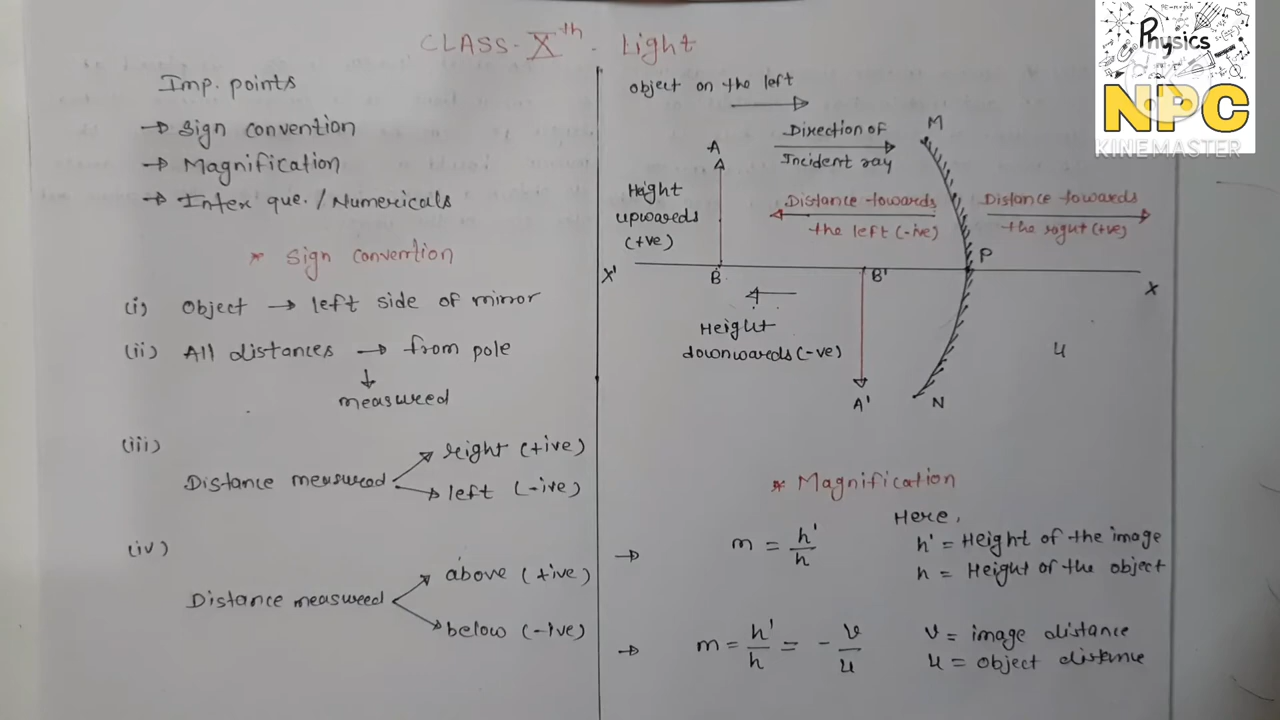 CLASS - Xth - Light
Imp. points
→ Sign convention
→ Magnification
→ Intex que. / Numericals
* Sign convention
(i) Object → left side of mirror
(ii) All distances → from pole
↓
measured
(iii)
Distance measured
right (+ive)
left (-ive)
(iv)
Distance measured
above (+ive)
below (-ive)
object on the left
Direction of
Incident ray
M
A
Height
upwards
(+ve)
Distance towards
the left (-ive)
Distance towards
the right (+ve)
P
X'
B
B'
X
Height
downwards (-ve)
u
A'
N
* Magnification
Here,
→ m = h'/h
h' = Height of the image
h = Height of the object
→ m = h'/h = - v/u
v = image distance
u = object distance
Physics
NPC
KINEMASTER